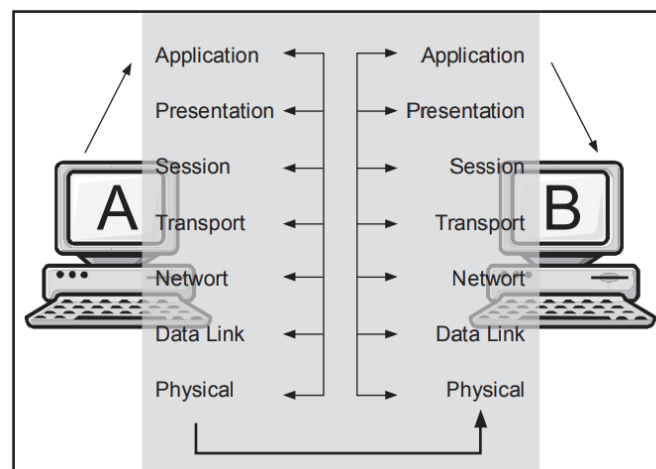 Application
Presentation
Session
Transport
Networt
Data Link
Physical
A
Application
Presentation
Session
Transport
Networt
Data Link
Physical
B